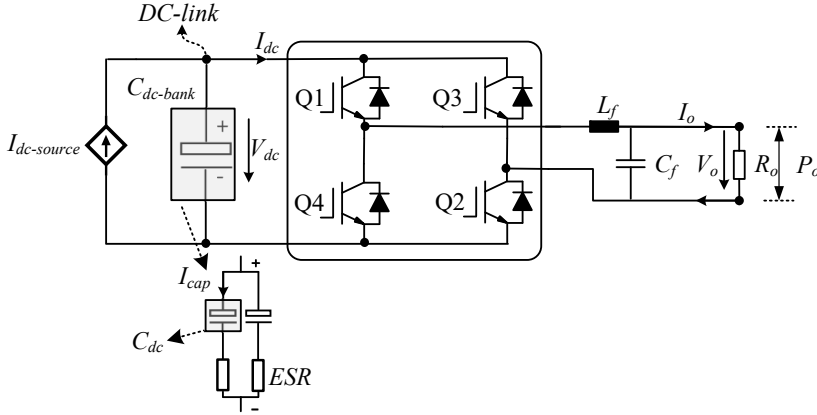 DC-link
I_dc
C_dc-bank
Q1
Q3
L_f
I_o
+
I_dc-source
V_dc
C_f
V_o
R_o
P_o
-
Q4
Q2
I_cap
+
C_dc
ESR
-